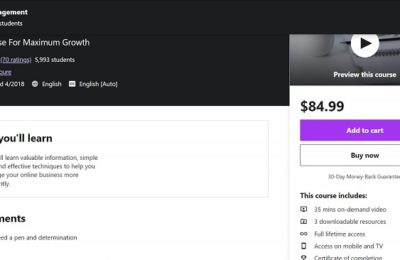 agement
students
se For Maximum Growth
(70 ratings) 5,993 students
oure
d 4/2018 English English [Auto]
you'll learn
ll learn valuable information, simple
nd effective techniques to help you
ge your online business more
ntly.
ments
eed a pen and determination
Preview this course
$84.99
Add to cart
Buy now
30-Day Money-Back Guarantee
This course includes:
35 mins on-demand video
3 downloadable resources
Full lifetime access
Access on mobile and TV
Certificate of completion